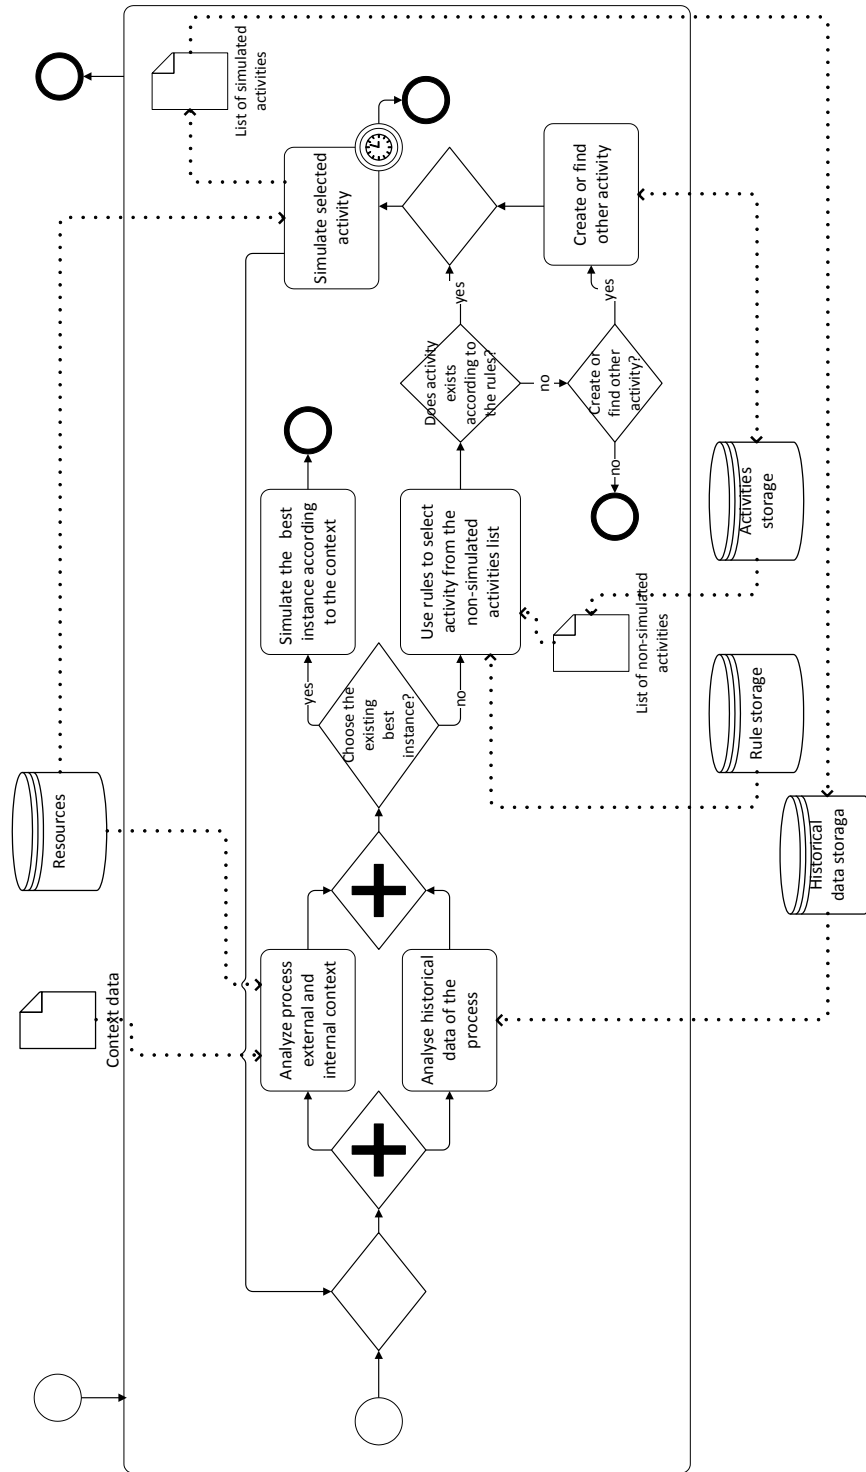 Context data
Resources
List of simulated
activities
Analyze process
external and
internal context
Analyse historical
data of the
process
Choose the
existing
best
instance?
yes
no
Simulate the best
instance according
to the context
Use rules to select
activity from the
non-simulated
activities list
Does activity
exists
according to
the rules?
yes
no
Create or
find other
activity?
yes
no
Simulate selected
activity
Create or find
other activity
List of non-simulated
activities
Historical
data storaga
Rule storage
Activities
storage